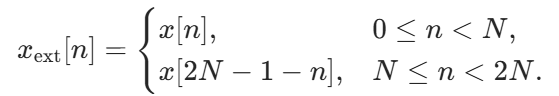 x_ext[n] = { x[n], 0 ≤ n < N,
x[2N − 1 − n], N ≤ n < 2N.